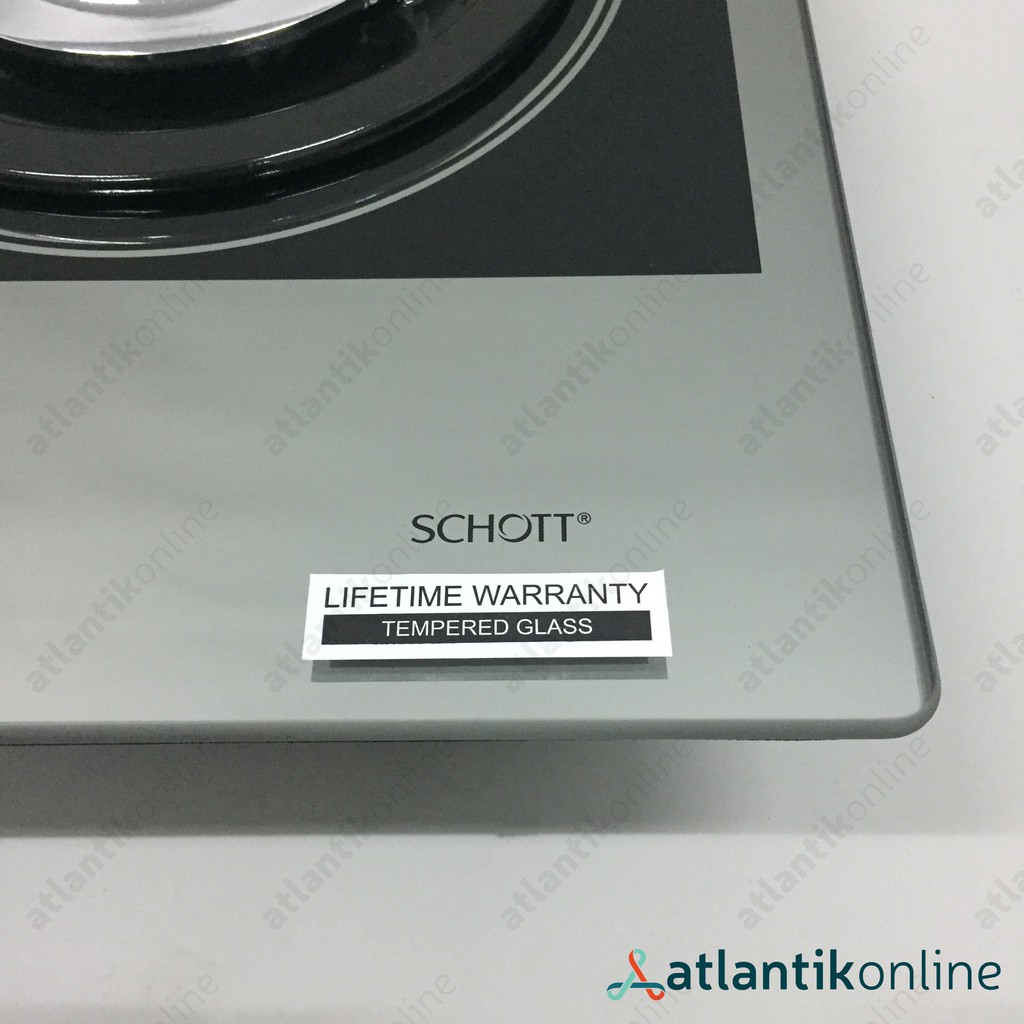 SCHOTT®
LIFETIME WARRANTY
TEMPERED GLASS
atlantikonline